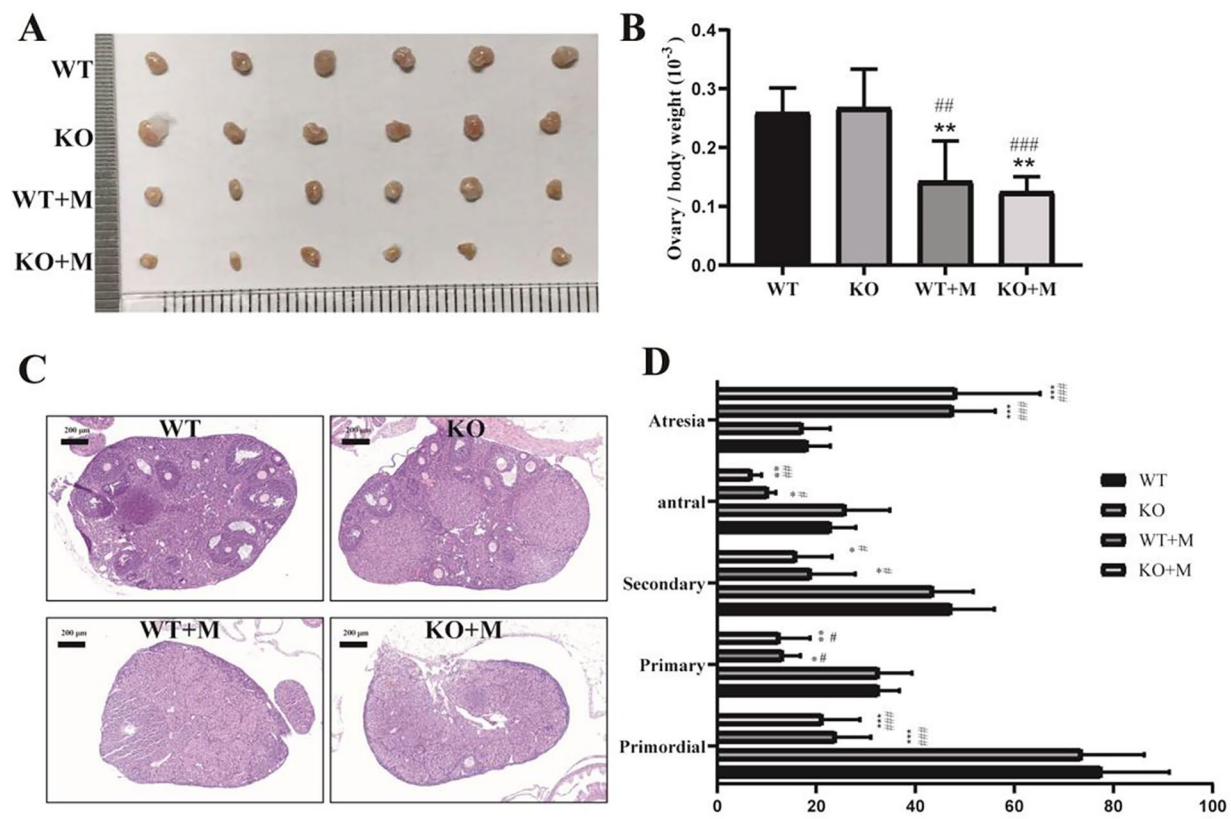 A
WT
KO
WT+M
KO+M
B
Ovary / body weight (10⁻³)
0.4
0.3
0.2
0.1
0.0
##
**
###
**
WT
KO
WT+M
KO+M
C
WT
200 μm
KO
200 μm
WT+M
200 μm
KO+M
200 μm
D
Atresia
***
###
***
###
antral
**
##
*#
Secondary
*#
*#
Primary
**
#
*#
Primordial
***
###
***
###
0
20
40
60
80
100
WT
KO
WT+M
KO+M